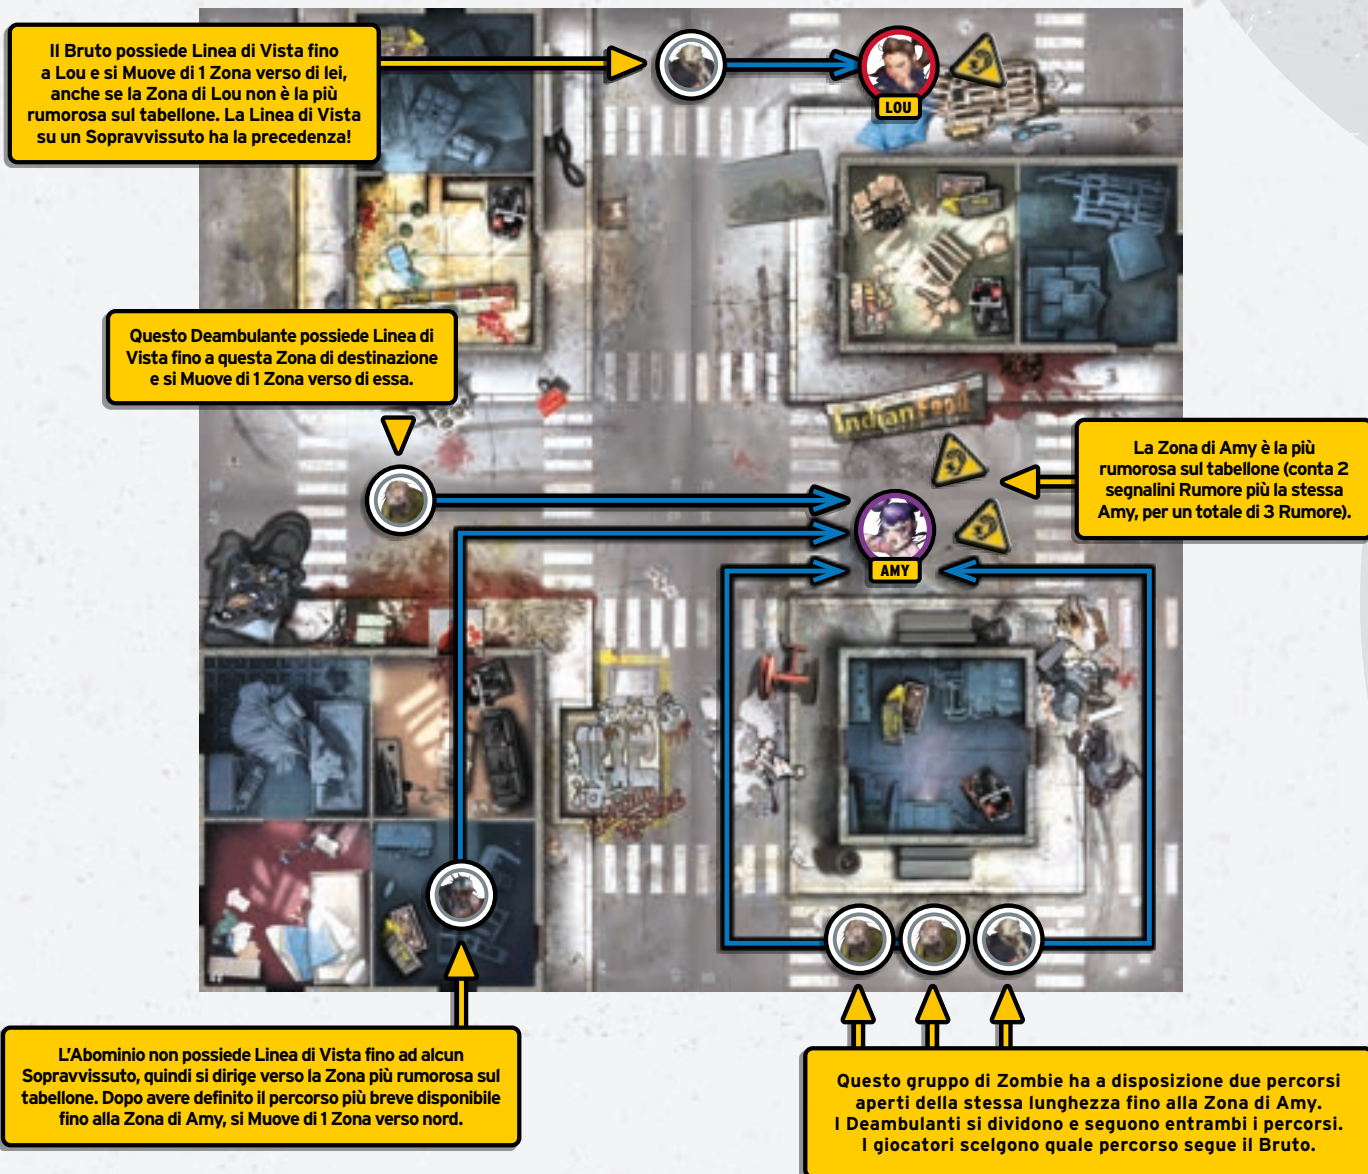 Il Bruto possiede Linea di Vista fino
a Lou e si Muove di 1 Zona verso di lei,
anche se la Zona di Lou non è la più
rumorosa sul tabellone. La Linea di Vista
su un Sopravvissuto ha la precedenza!
LOU
Questo Deambulante possiede Linea di
Vista fino a questa Zona di destinazione
e si Muove di 1 Zona verso di essa.
Indian Food
La Zona di Amy è la più
rumorosa sul tabellone (conta 2
segnalini Rumore più la stessa
Amy, per un totale di 3 Rumore).
AMY
L'Abominio non possiede Linea di Vista fino ad alcun
Sopravvissuto, quindi si dirige verso la Zona più rumorosa sul
tabellone. Dopo avere definito il percorso più breve disponibile
fino alla Zona di Amy, si Muove di 1 Zona verso nord.
Questo gruppo di Zombie ha a disposizione due percorsi
aperti della stessa lunghezza fino alla Zona di Amy.
I Deambulanti si dividono e seguono entrambi i percorsi.
I giocatori scelgono quale percorso segue il Bruto.